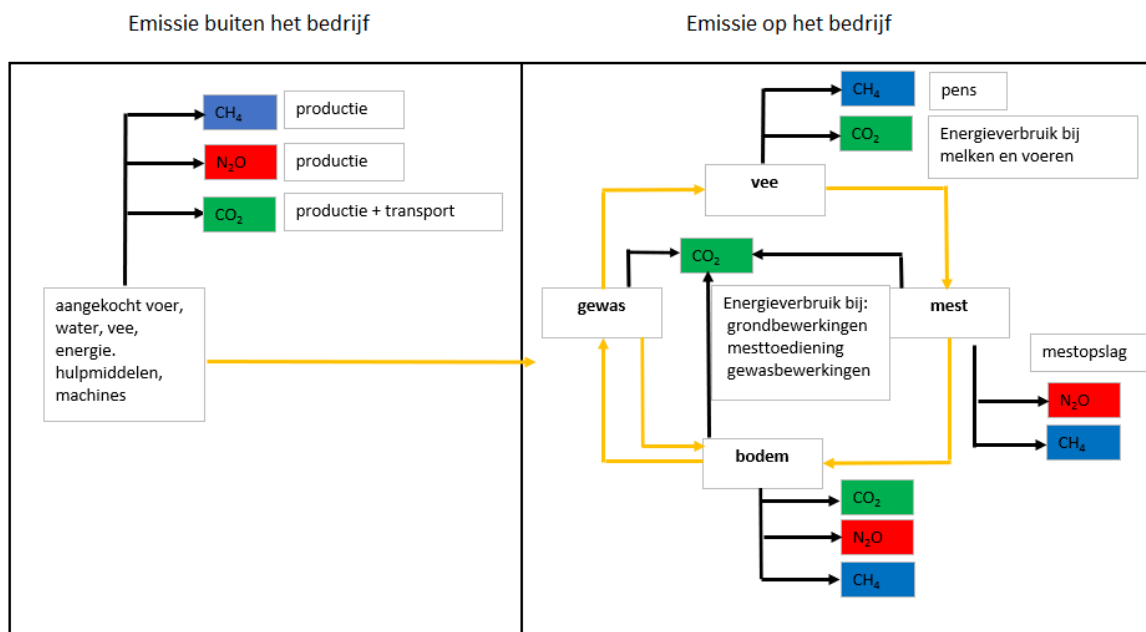 Emissie buiten het bedrijf
Emissie op het bedrijf
CH₄
productie
N₂O
productie
CO₂
productie + transport
aangekocht voer,
water, vee,
energie.
hulpmiddelen,
machines
CH₄
pens
CO₂
Energieverbruik bij
melken en voeren
vee
CO₂
gewas
Energieverbruik bij:
grondbewerkingen
mesttoediening
gewasbewerkingen
mest
mestopslag
N₂O
CH₄
bodem
CO₂
N₂O
CH₄